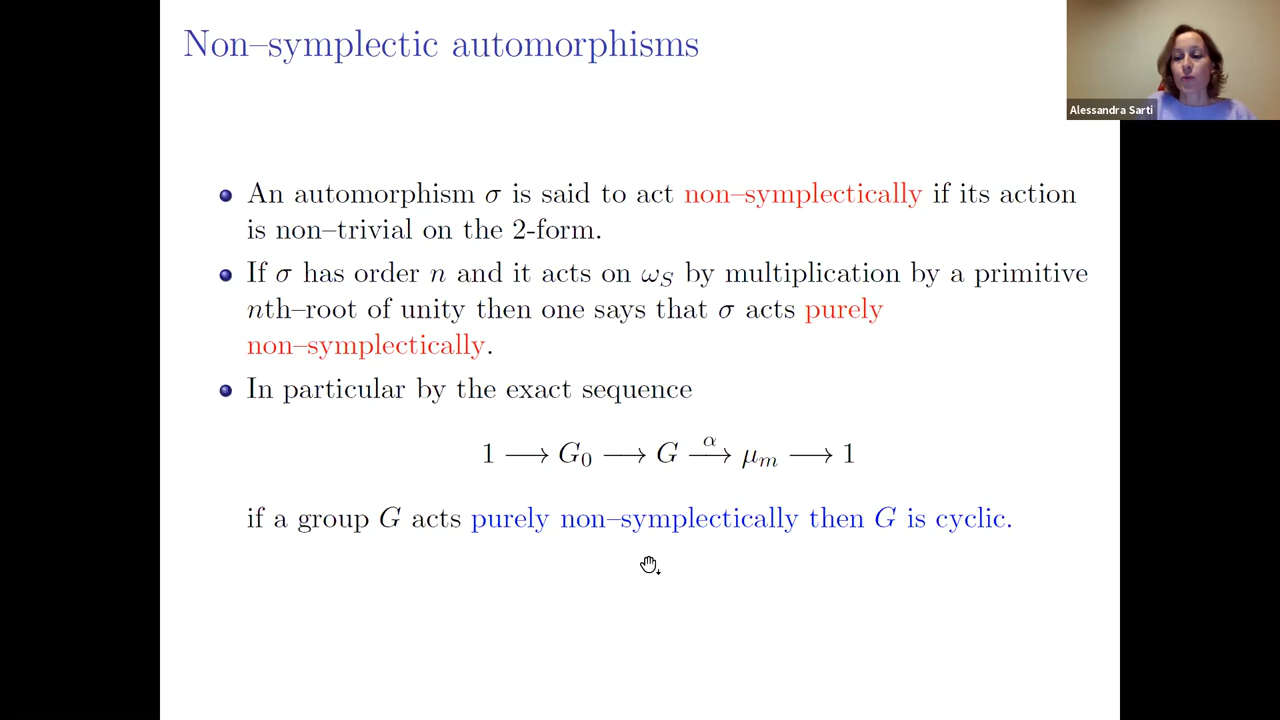 Non–symplectic automorphisms
Alessandra Sarti
An automorphism σ is said to act non–symplectically if its action
is non–trivial on the 2-form.
If σ has order n and it acts on ω_S by multiplication by a primitive
nth–root of unity then one says that σ acts purely
non–symplectically.
In particular by the exact sequence
1 ⟶ G_0 ⟶ G α⟶ μ_m ⟶ 1
if a group G acts purely non–symplectically then G is cyclic.